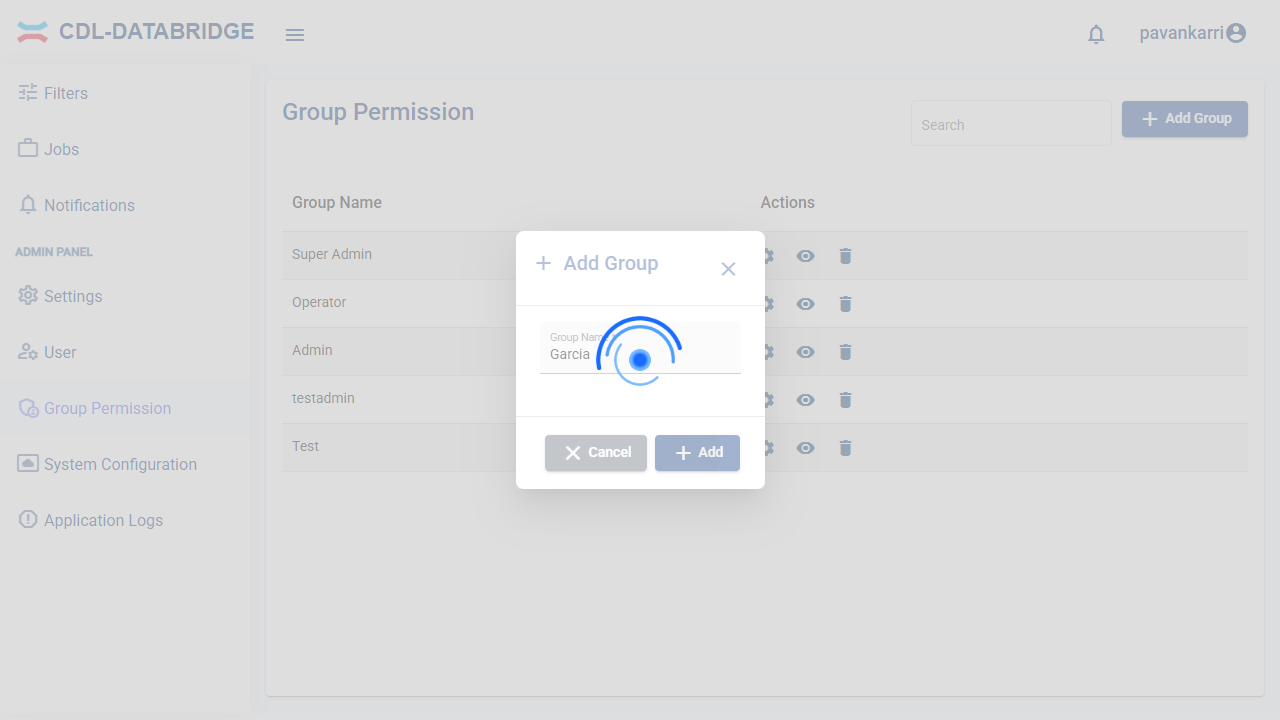 CDL-DATABRIDGE
pavankarri
Filters
Jobs
Notifications
ADMIN PANEL
Settings
User
Group Permission
System Configuration
Application Logs
Group Permission
Search
Add Group
Group Name
Actions
Super Admin
Operator
Admin
testadmin
Test
Add Group
Group Name *
Garcia
Cancel
Add